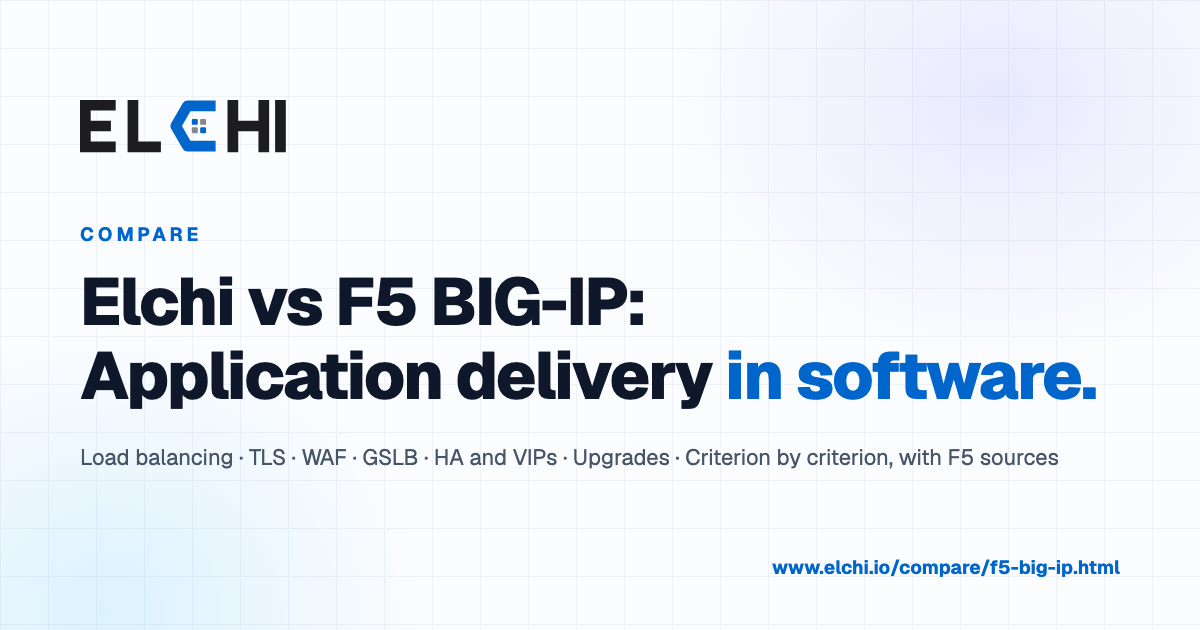 ELCHI
COMPARE
Elchi vs F5 BIG-IP:
Application delivery in software.
Load balancing · TLS · WAF · GSLB · HA and VIPs · Upgrades · Criterion by criterion, with F5 sources
www.elchi.io/compare/f5-big-ip.html